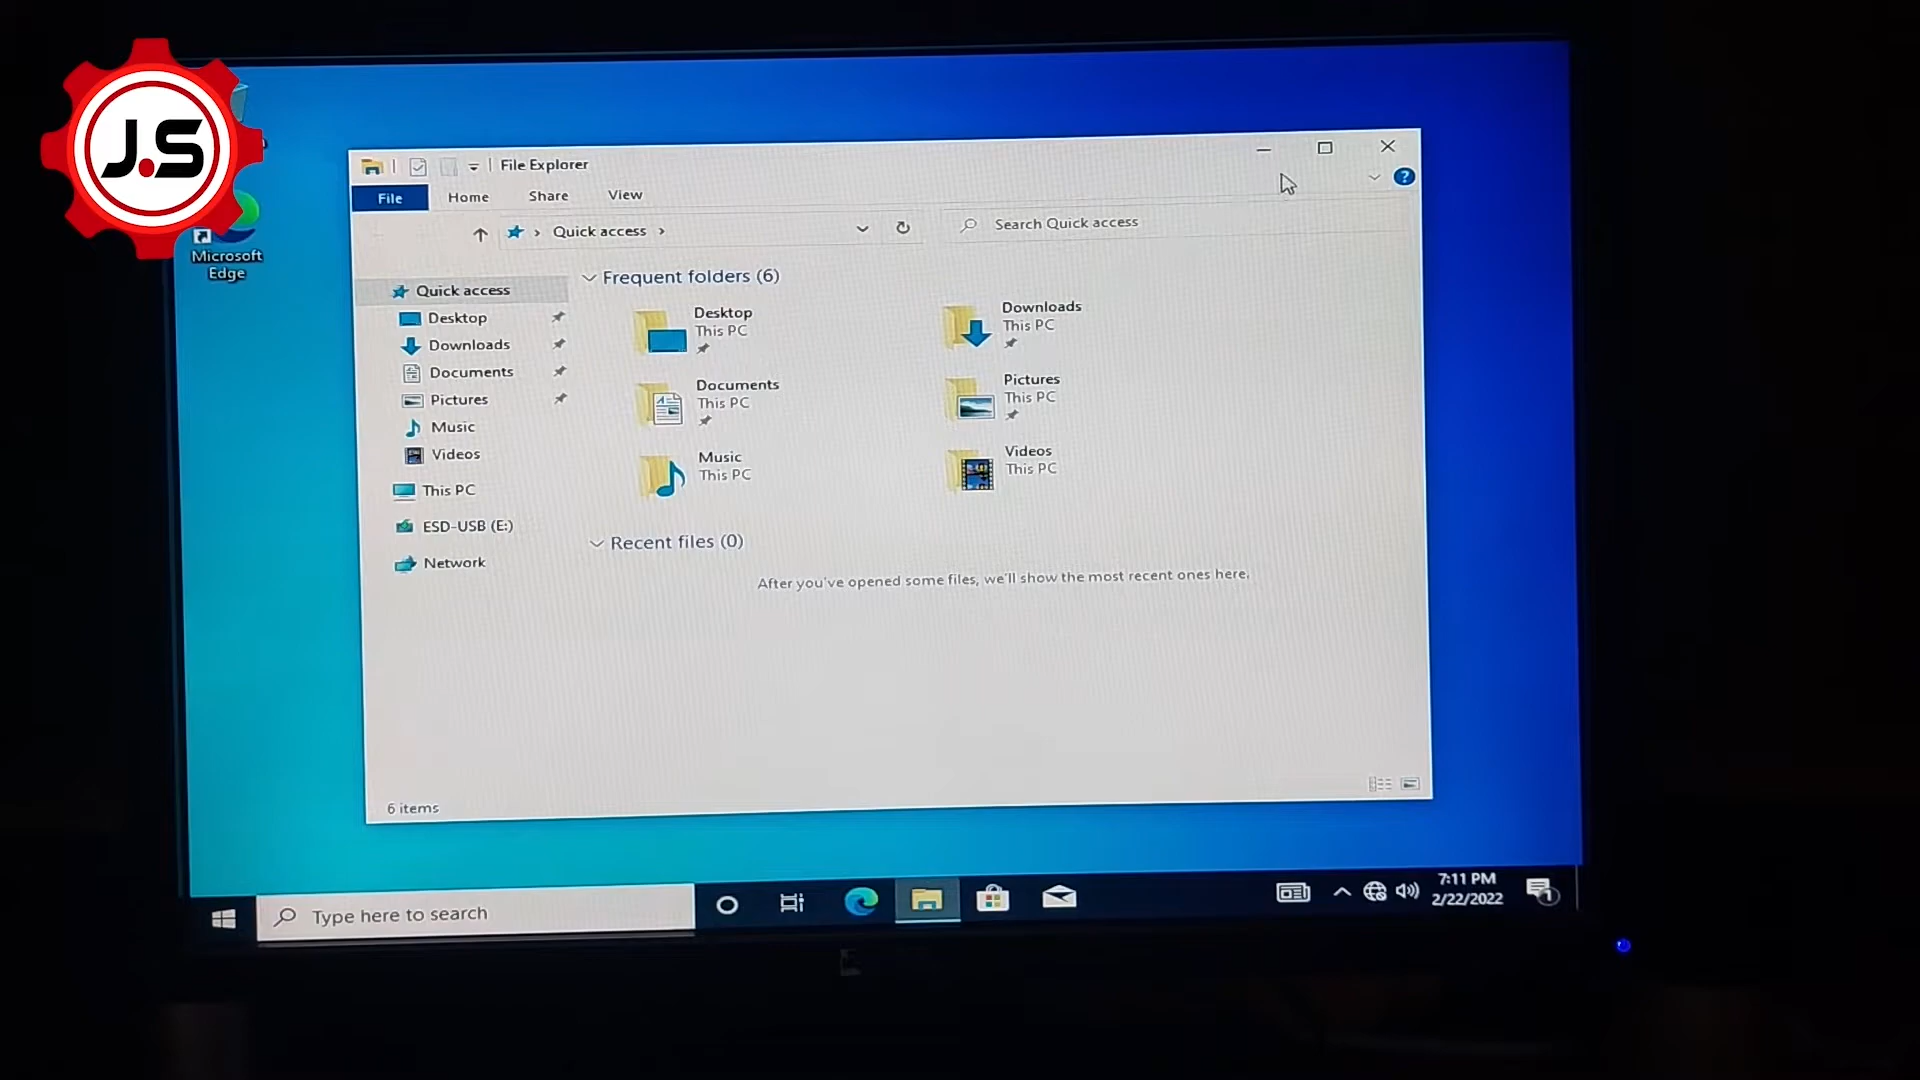 J.S
Microsoft
Edge
File Explorer
File Home Share View
Quick access
Search Quick access
Quick access
Desktop
Downloads
Documents
Pictures
Music
Videos
This PC
ESD-USB (E:)
Network
Frequent folders (6)
Desktop
This PC
Downloads
This PC
Documents
This PC
Pictures
This PC
Music
This PC
Videos
This PC
Recent files (0)
After you've opened some files, we'll show the most recent ones here.
6 items
Type here to search
7:11 PM
2/22/2022
1